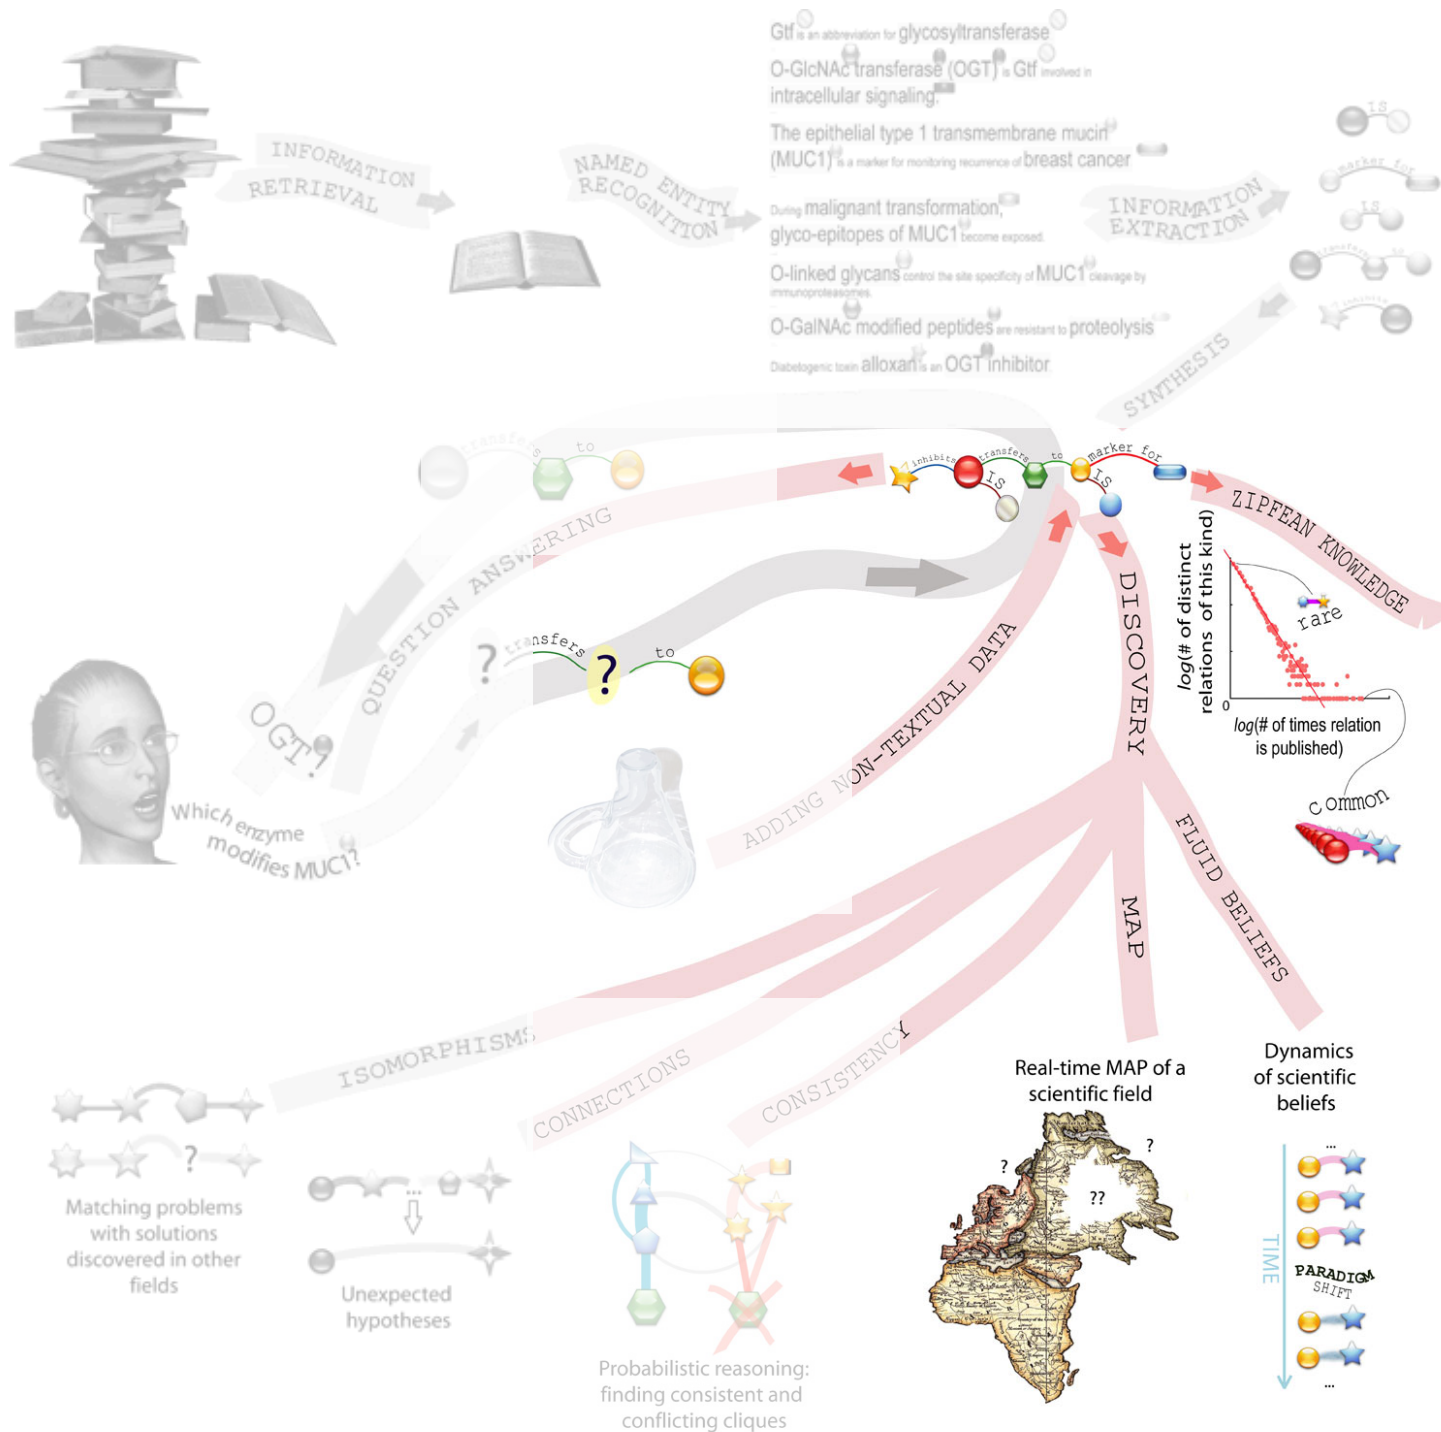 Gtf is an abbreviation for glycosyltransferase
O-GlcNAc transferase (OGT) is Gtf involved in
intracellular signaling.
The epithelial type 1 transmembrane mucin
(MUC1) is a marker for monitoring recurrence of breast cancer
During malignant transformation,
glyco-epitopes of MUC1 become exposed.
O-linked glycans control the site specificity of MUC1 cleavage by
immunoproteasomes.
O-GalNAc modified peptides are resistant to proteolysis
Diabetogenic toxin alloxan is an OGT inhibitor
INFORMATION
RETRIEVAL
NAMED ENTITY
RECOGNITION
INFORMATION
EXTRACTION
IS
marker for
IS
transfers to
inhibits
SYNTHESIS
transfers to
inhibits transfers to marker for
IS IS
QUESTION ANSWERING
ZIPFEAN KNOWLEDGE
log(# of distinct
relations of this kind)
rare
0
log(# of times relation
is published)
common
? transfers ? to
OGT!
Which enzyme
modifies MUC1?
ADDING NON-TEXTUAL DATA
DISCOVERY
FLUID BELIEFS
MAP
ISOMORPHISMS
CONNECTIONS
CONSISTENCY
?
Matching problems
with solutions
discovered in other
fields
...
Unexpected
hypotheses
Probabilistic reasoning:
finding consistent and
conflicting cliques
Real-time MAP of a
scientific field
?
?
??
Dynamics
of scientific
beliefs
...
TIME
PARADIGM
SHIFT
...